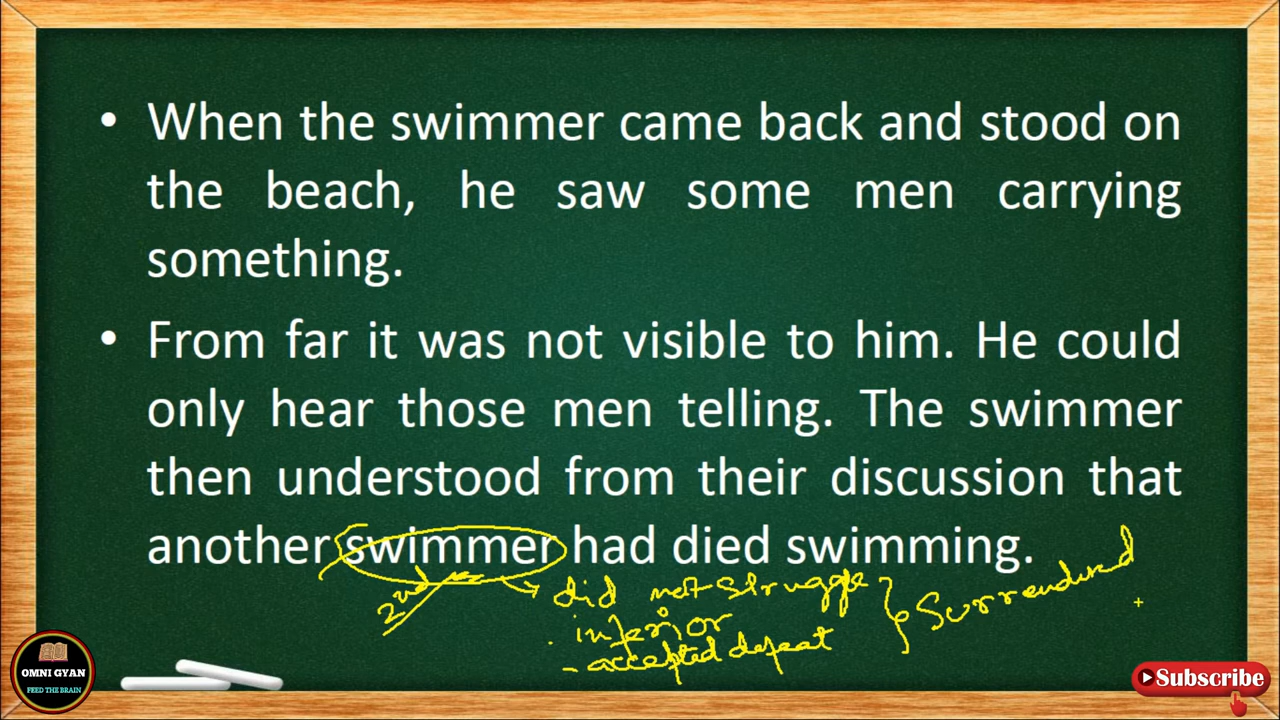 • When the swimmer came back and stood on
the beach, he saw some men carrying
something.
• From far it was not visible to him. He could
only hear those men telling. The swimmer
then understood from their discussion that
another swimmer had died swimming.
2nd
did not struggle
inferior
- accepted defeat
Surrendered
OMNI GYAN
FEED THE BRAIN
Subscribe